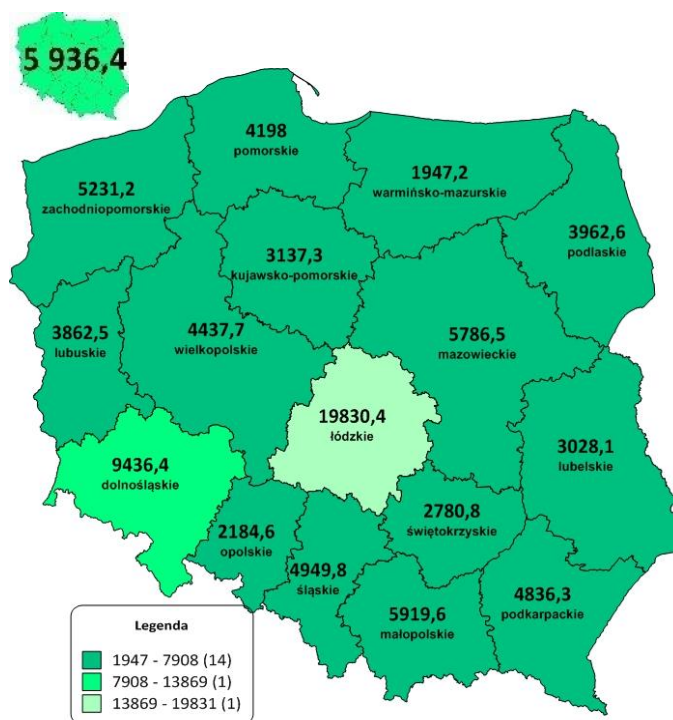 5 936,4
4198
pomorskie
1947,2
warmińsko-mazurskie
5231,2
zachodniopomorskie
3962,6
podlaskie
3137,3
kujawsko-pomorskie
3862,5
lubuskie
4437,7
wielkopolskie
5786,5
mazowieckie
19830,4
łódzkie
9436,4
dolnośląskie
3028,1
lubelskie
2780,8
świętokrzyskie
2184,6
opolskie
4949,8
śląskie
4836,3
podkarpackie
5919,6
małopolskie
Legenda
1947 - 7908 (14)
7908 - 13869 (1)
13869 - 19831 (1)